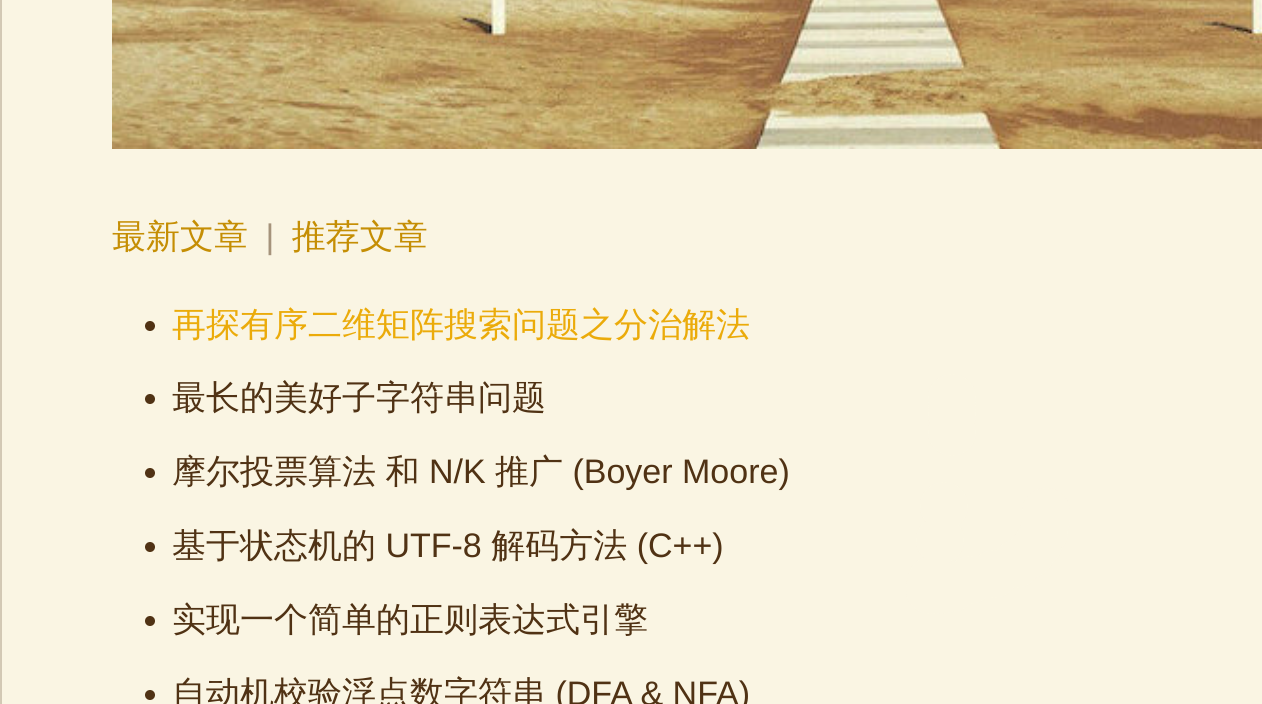 最新文章 | 推荐文章
再探有序二维矩阵搜索问题之分治解法
最长的美好子字符串问题
摩尔投票算法 和 N/K 推广 (Boyer Moore)
基于状态机的 UTF-8 解码方法 (C++)
实现一个简单的正则表达式引擎
自动机校验浮点数字符串 (DFA & NFA)